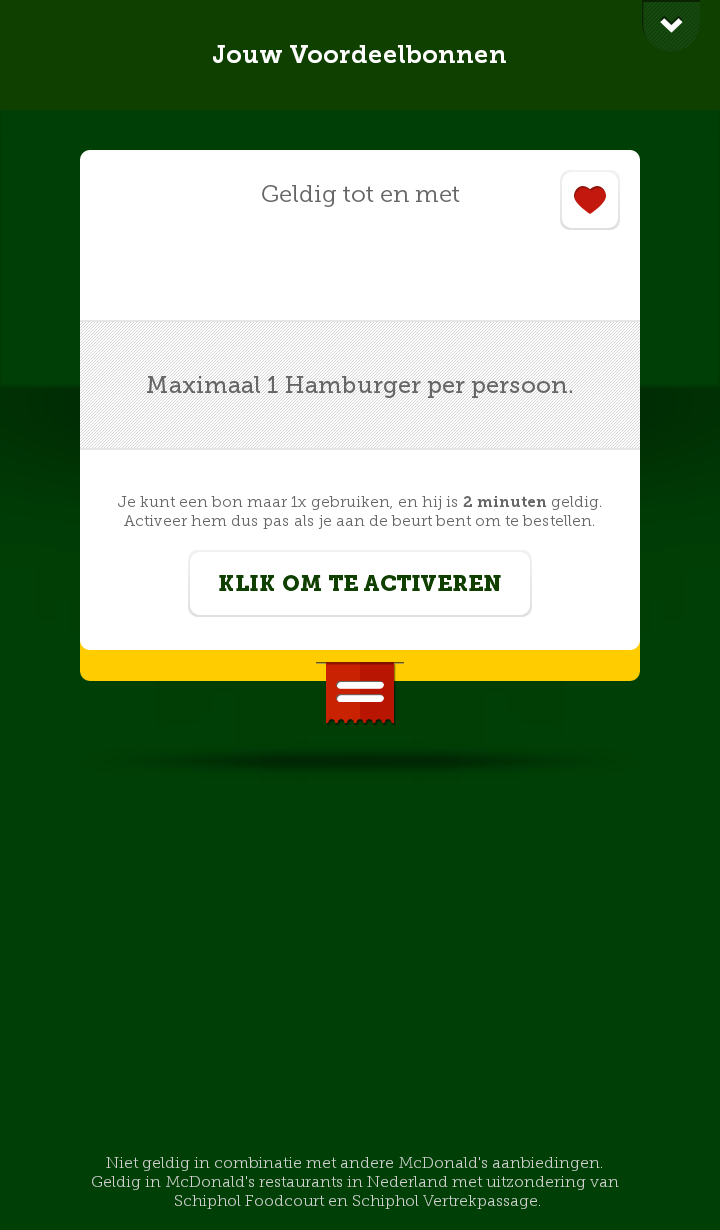 Jouw Voordeelbonnen
Geldig tot en met
Maximaal 1 Hamburger per persoon.
Je kunt een bon maar 1x gebruiken, en hij is 2 minuten geldig.
Activeer hem dus pas als je aan de beurt bent om te bestellen.
KLIK OM TE ACTIVEREN
Niet geldig in combinatie met andere McDonald's aanbiedingen.
Geldig in McDonald's restaurants in Nederland met uitzondering van
Schiphol Foodcourt en Schiphol Vertrekpassage.